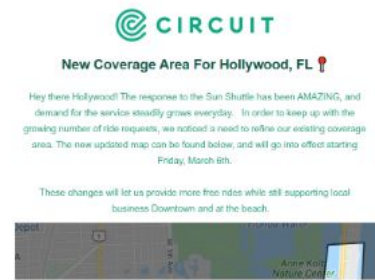 CIRCUIT
New Coverage Area For Hollywood, FL
Hey there Hollywood! The response to the Sun Shuttle has been AMAZING, and
demand for the service steadily grows everyday. In order to keep up with the
growing number of ride requests, we noticed a need to refine our existing coverage
area. The new updated map can be found below, and will go into effect starting
Friday, March 6th.
These changes will let us provide more free rides while still supporting local
business Downtown and at the beach.
Depot
Anne Kolb
Nature Center